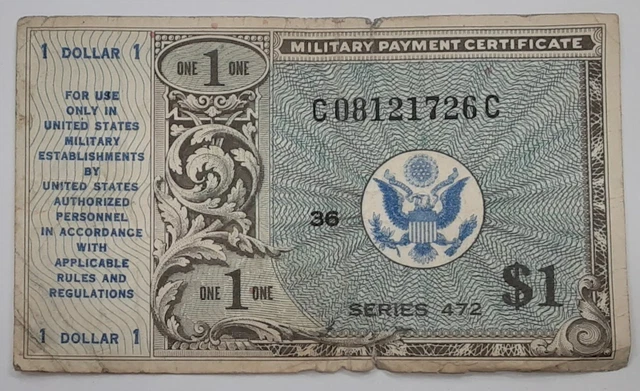 1 DOLLAR 1
FOR USE
ONLY IN
UNITED STATES
MILITARY
ESTABLISHMENTS
BY
UNITED STATES
AUTHORIZED
PERSONNEL
IN ACCORDANCE
WITH
APPLICABLE
RULES AND
REGULATIONS
1 DOLLAR 1
ONE 1 ONE
ONE 1 ONE
MILITARY PAYMENT CERTIFICATE
C08121726C
36
$1
SERIES 472